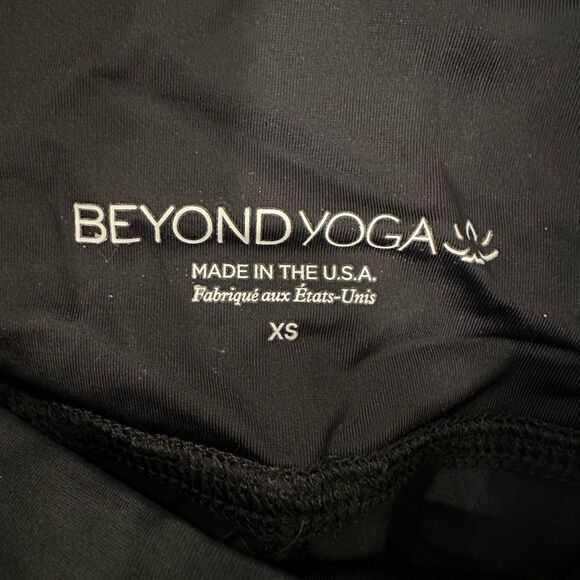 BEYOND YOGA
MADE IN THE U.S.A.
Fabriqué aux États-Unis
XS